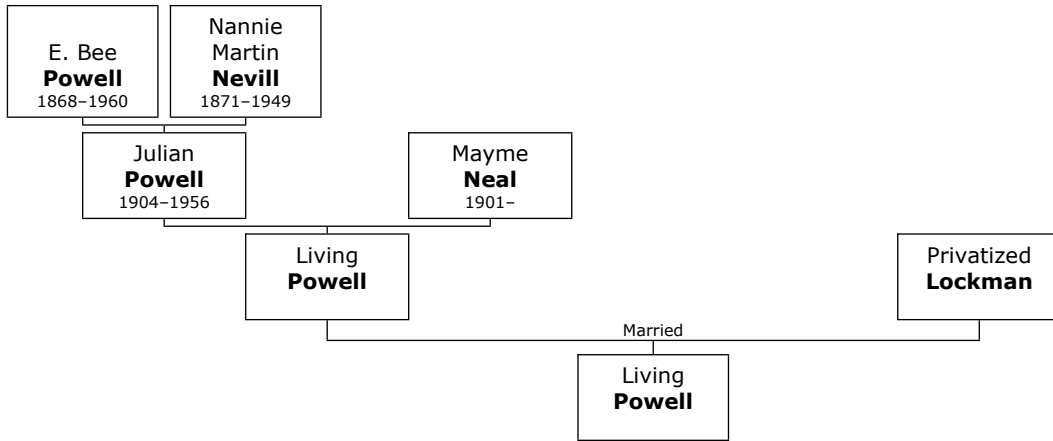 E. Bee
Powell
1868–1960
Nannie
Martin
Nevill
1871–1949
Julian
Powell
1904–1956
Mayme
Neal
1901–
Living
Powell
Privatized
Lockman
Married
Living
Powell